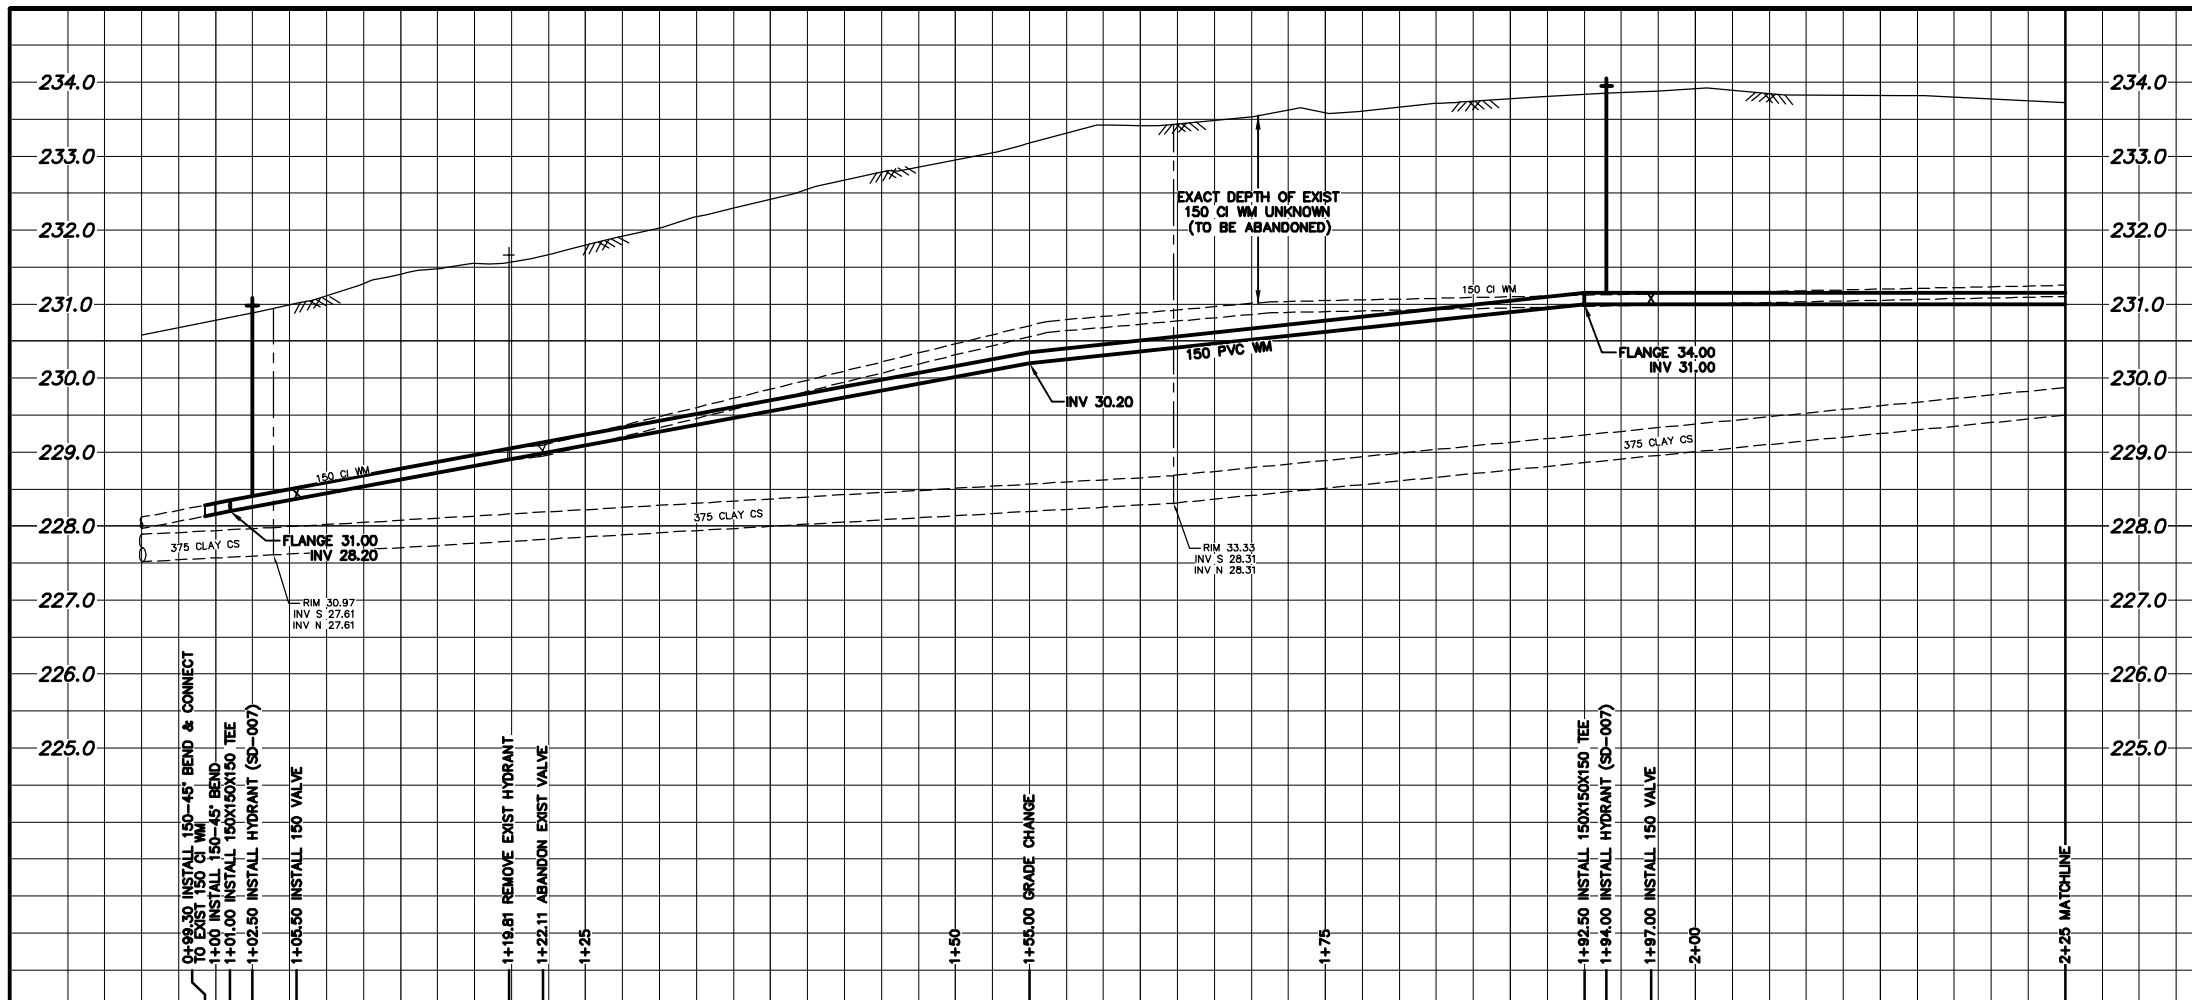 234.0
234.0
233.0
233.0
EXACT DEPTH OF EXIST
150 CI WM UNKNOWN
(TO BE ABANDONED)
232.0
232.0
231.0
150 CI WM
231.0
150 PVC WM
FLANGE 34.00
INV 31.00
230.0
230.0
INV 30.20
229.0
375 CLAY CS
229.0
150 CI WM
228.0
375 CLAY CS
228.0
375 CLAY CS
FLANGE 31.00
INV 28.20
RIM 33.33
INV S 28.31
INV N 28.31
227.0
RIM 30.97
INV S 27.61
INV N 27.61
227.0
226.0
226.0
225.0
225.0
0+99.30 INSTALL 150-45° BEND & CONNECT
TO EXIST 150 CI WM
1+00 INSTALL 150-45° BEND
1+01.00 INSTALL 150X150X150 TEE
1+02.50 INSTALL HYDRANT (SD-007)
1+05.50 INSTALL 150 VALVE
1+19.81 REMOVE EXIST HYDRANT
1+22.11 ABANDON EXIST VALVE
1+25
1+50
1+55.00 GRADE CHANGE
1+75
1+92.50 INSTALL 150X150X150 TEE
1+94.00 INSTALL HYDRANT (SD-007)
1+97.00 INSTALL 150 VALVE
2+00
2+25 MATCHLINE